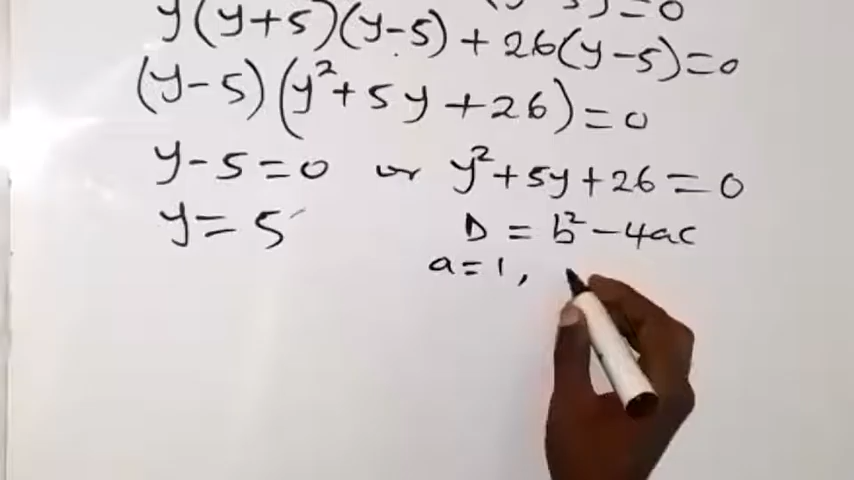 y(y+5)(y-5) + 26(y-5)=0
(y-5)(y²+5y+26)=0
y-5=0 or y²+5y+26=0
y=5 D = b²-4ac
a=1,